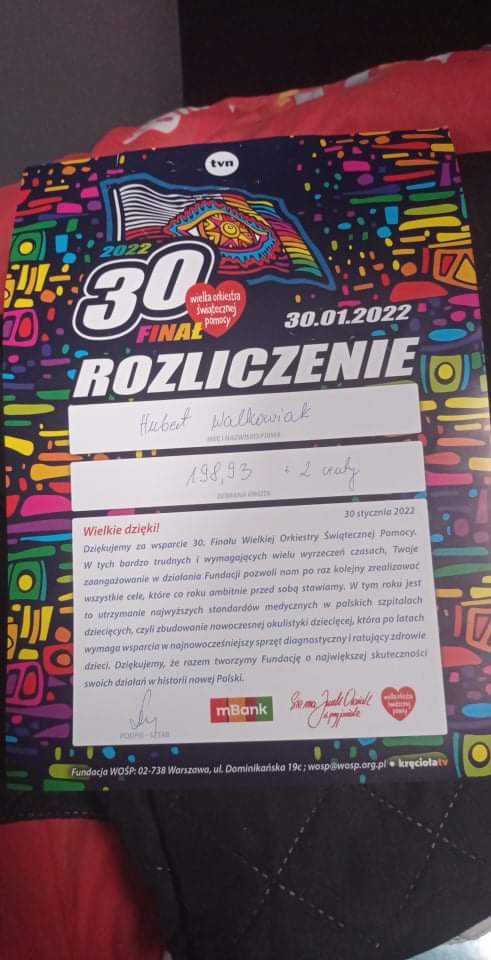 tvn
2022
30
FINAŁ
wielka orkiestra
świątecznej
pomocy
30.01.2022
ROZLICZENIE
Hubert Walkowiak
IMIĘ I NAZWISKO/FIRMA
198,93 + 2 waluty
ZEBRANA KWOTA
30 stycznia 2022
Wielkie dzięki!
Dziękujemy za wsparcie 30. Finału Wielkiej Orkiestry Świątecznej Pomocy.
W tych bardzo trudnych i wymagających wielu wyrzeczeń czasach, Twoje
zaangażowanie w działania Fundacji pozwoli nam po raz kolejny zrealizować
wszystkie cele, które co roku ambitnie przed sobą stawiamy. W tym roku jest
to utrzymanie najwyższych standardów medycznych w polskich szpitalach
dziecięcych, czyli zbudowanie nowoczesnej okulistyki dziecięcej, która po latach
wymaga wsparcia w najnowocześniejszy sprzęt diagnostyczny i ratujący zdrowie
dzieci. Dziękujemy, że razem tworzymy Fundację o największej skuteczności
swoich działań w historii nowej Polski.
PODPIS - SZTAB
mBank
Sie ma, Jurek Owsiak
z przyjaciółmi
wielka orkiestra
świątecznej
pomocy
Fundacja WOŚP: 02-738 Warszawa, ul. Dominikańska 19c ; wosp@wosp.org.pl kręciołatv